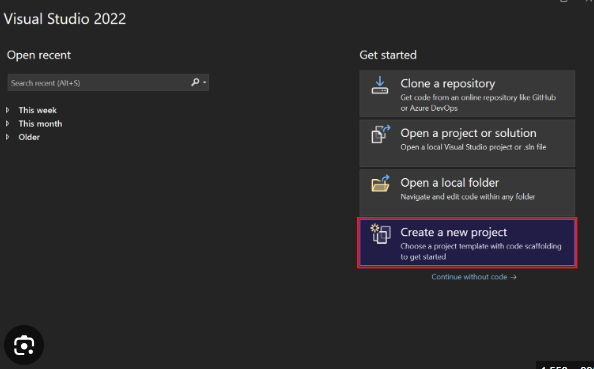 Visual Studio 2022
Open recent
Search recent (Alt+S)
This week
This month
Older
Get started
Clone a repository
Get code from an online repository like GitHub
or Azure DevOps
Open a project or solution
Open a local Visual Studio project or .sln file
Open a local folder
Navigate and edit code within any folder
Create a new project
Choose a project template with code scaffolding
to get started
Continue without code →